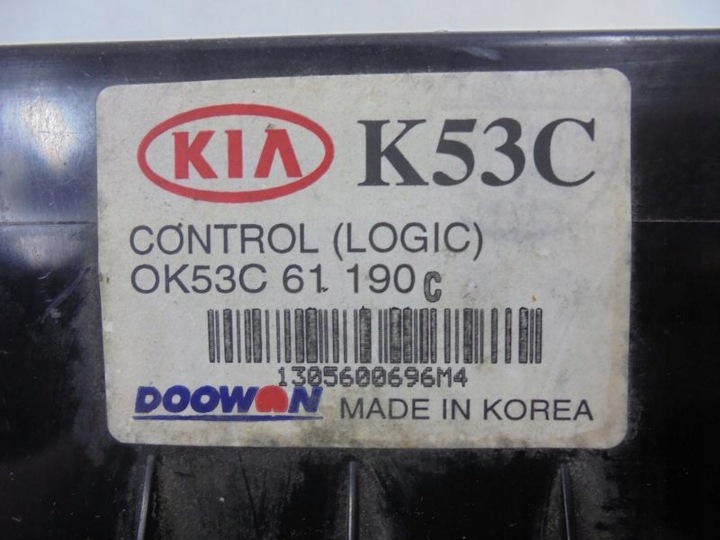 KIA K53C
CONTROL (LOGIC)
OK53C 61 190 C
1305600696M4
DOOWON MADE IN KOREA